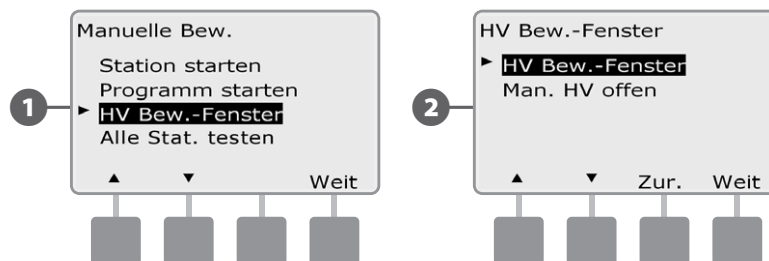 1
Manuelle Bew.
Station starten
Programm starten
HV Bew.-Fenster
Alle Stat. testen
Weit
2
HV Bew.-Fenster
HV Bew.-Fenster
Man. HV offen
Zur. Weit